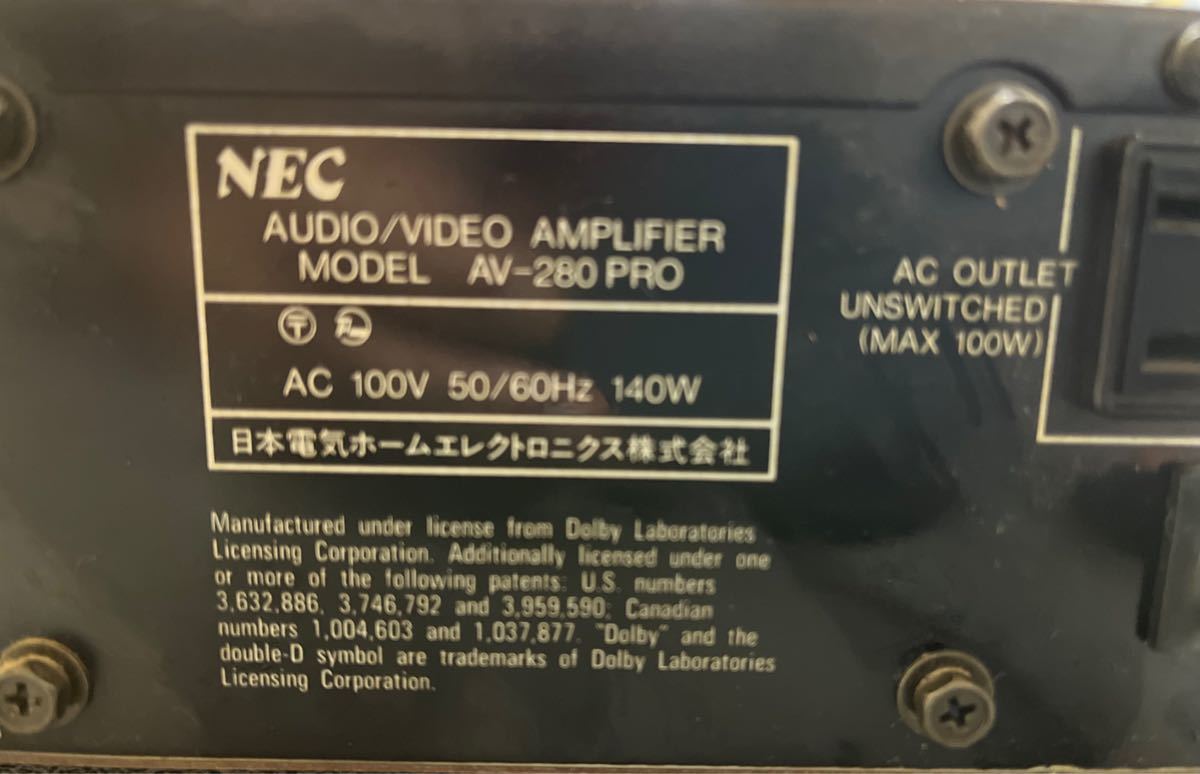 NEC
AUDIO/VIDEO AMPLIFIER
MODEL AV-280 PRO
〒
AC 100V 50/60Hz 140W
日本電気ホームエレクトロニクス株式会社
AC OUTLET
UNSWITCHED
(MAX 100W)
Manufactured under license from Dolby Laboratories
Licensing Corporation. Additionally licensed under one
or more of the following patents: U.S. numbers
3,632,886, 3,746,792 and 3,959,590; Canadian
numbers 1,004,603 and 1,037,877. "Dolby" and the
double-D symbol are trademarks of Dolby Laboratories
Licensing Corporation.